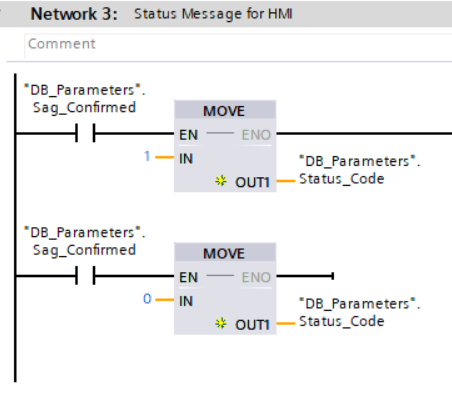 Network 3: Status Message for HMI
Comment
"DB_Parameters".
Sag_Confirmed
MOVE
EN ENO
1 IN
"DB_Parameters".
OUT1 Status_Code
"DB_Parameters".
Sag_Confirmed
MOVE
EN ENO
0 IN
"DB_Parameters".
OUT1 Status_Code